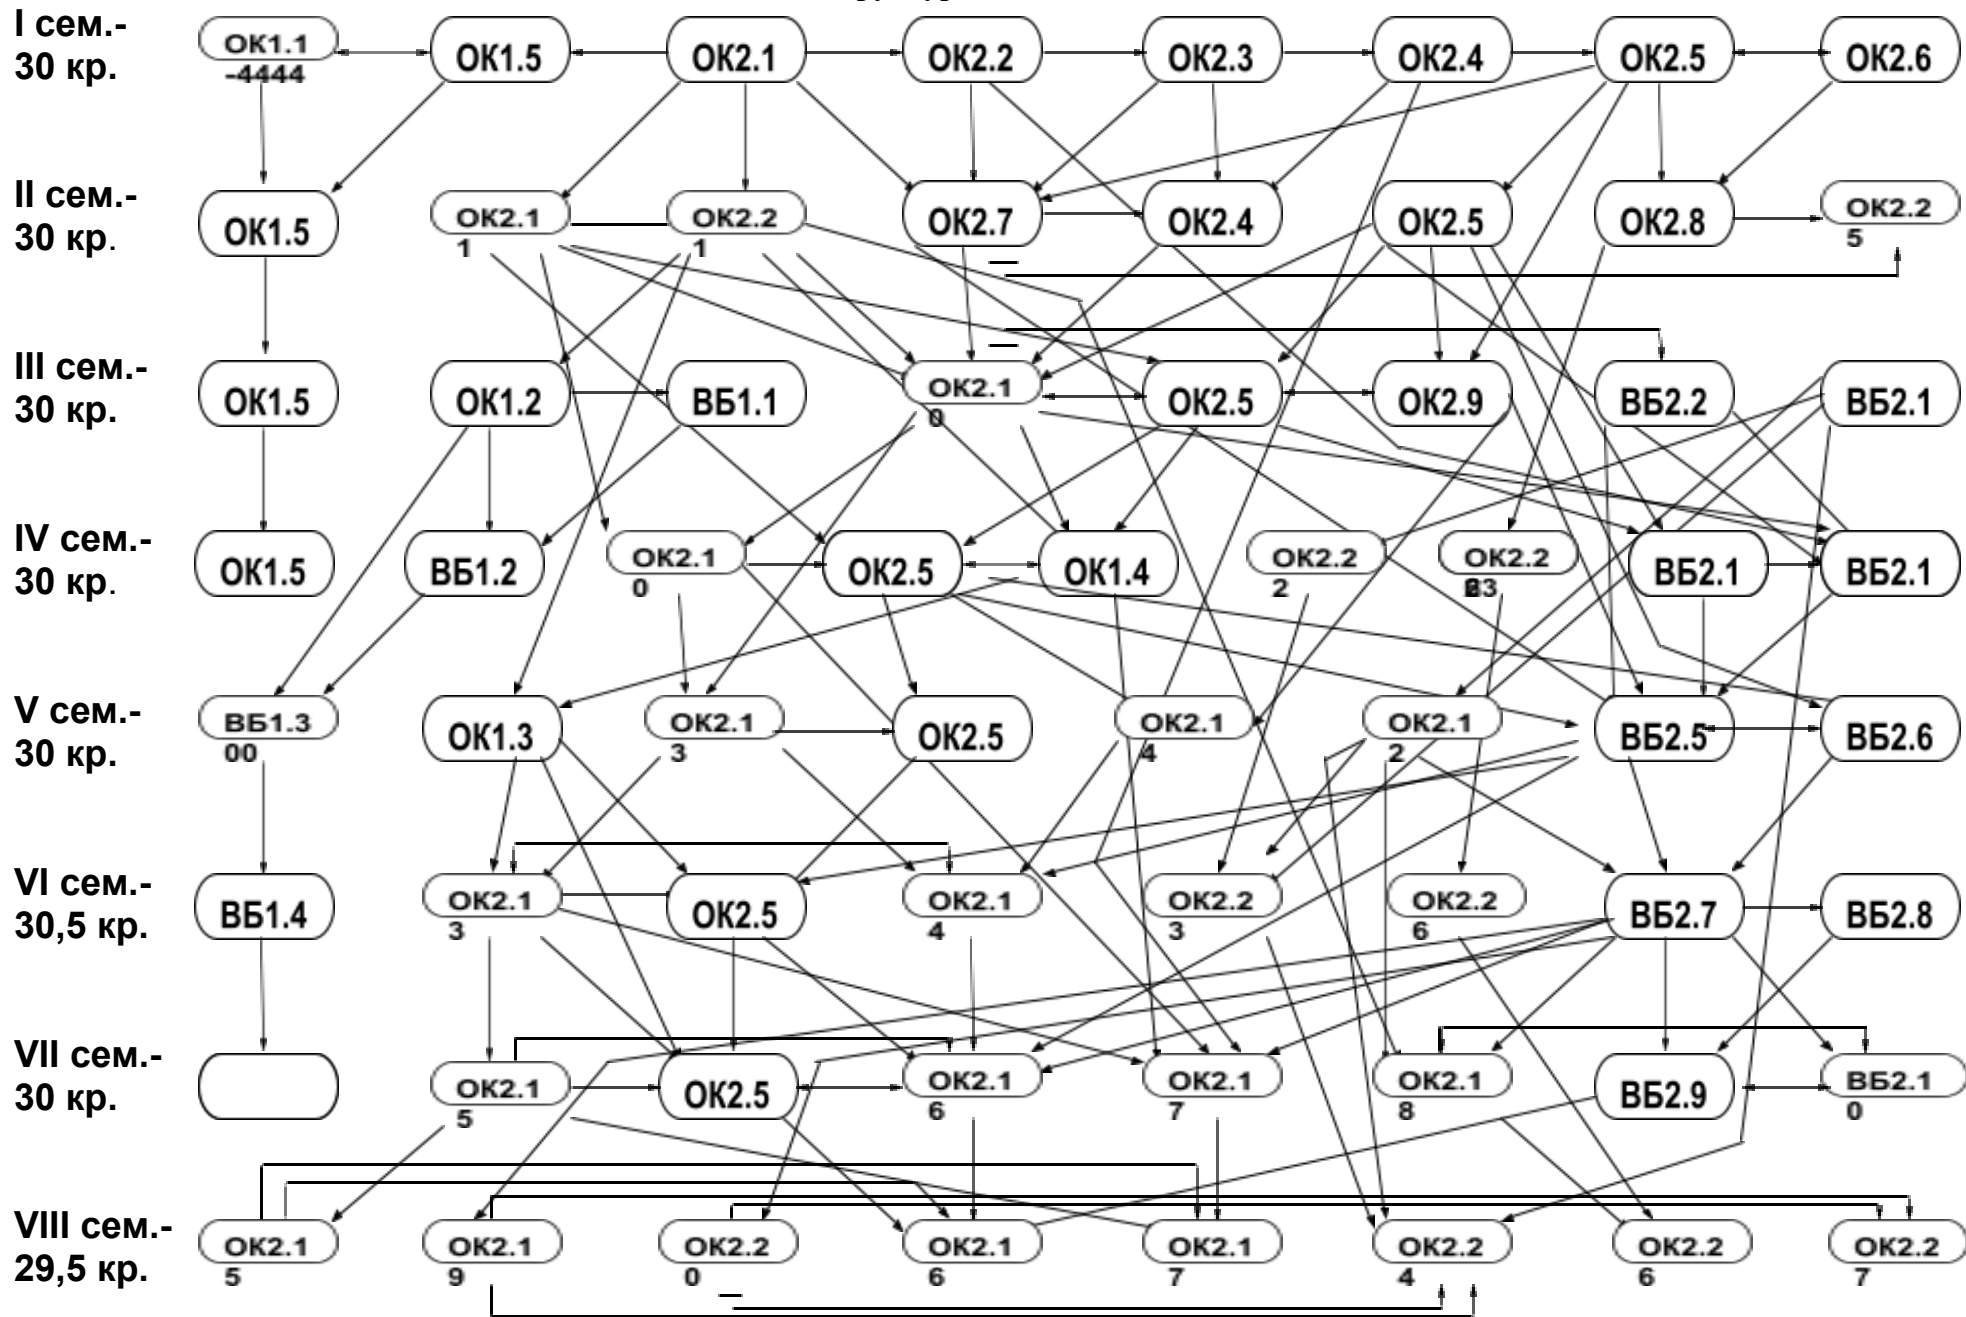 I сем.-
30 кр.
ОК1.1
-4444
ОК1.5
ОК2.1
ОК2.2
ОК2.3
ОК2.4
ОК2.5
ОК2.6
II сем.-
30 кр.
ОК1.5
ОК2.1
1
ОК2.2
1
ОК2.7
ОК2.4
ОК2.5
ОК2.8
ОК2.2
5
III сем.-
30 кр.
ОК1.5
ОК1.2
ВБ1.1
ОК2.1
0
ОК2.5
ОК2.9
ВБ2.2
ВБ2.1
IV сем.-
30 кр.
ОК1.5
ВБ1.2
ОК2.1
0
ОК2.5
ОК1.4
ОК2.2
2
ОК2.2
ВБ2.1
ВБ2.1
V сем.-
30 кр.
ВБ1.3
00
ОК1.3
ОК2.1
3
ОК2.5
ОК2.1
4
ОК2.1
2
ВБ2.5
ВБ2.6
VI сем.-
30,5 кр.
ВБ1.4
ОК2.1
3
ОК2.5
ОК2.1
4
ОК2.2
3
ОК2.2
6
ВБ2.7
ВБ2.8
VII сем.-
30 кр.
ОК2.1
5
ОК2.5
ОК2.1
6
ОК2.1
7
ОК2.1
8
ВБ2.9
ВБ2.1
0
VIII сем.-
29,5 кр.
ОК2.1
5
ОК2.1
9
ОК2.2
0
ОК2.1
6
ОК2.1
7
ОК2.2
4
ОК2.2
6
ОК2.2
7